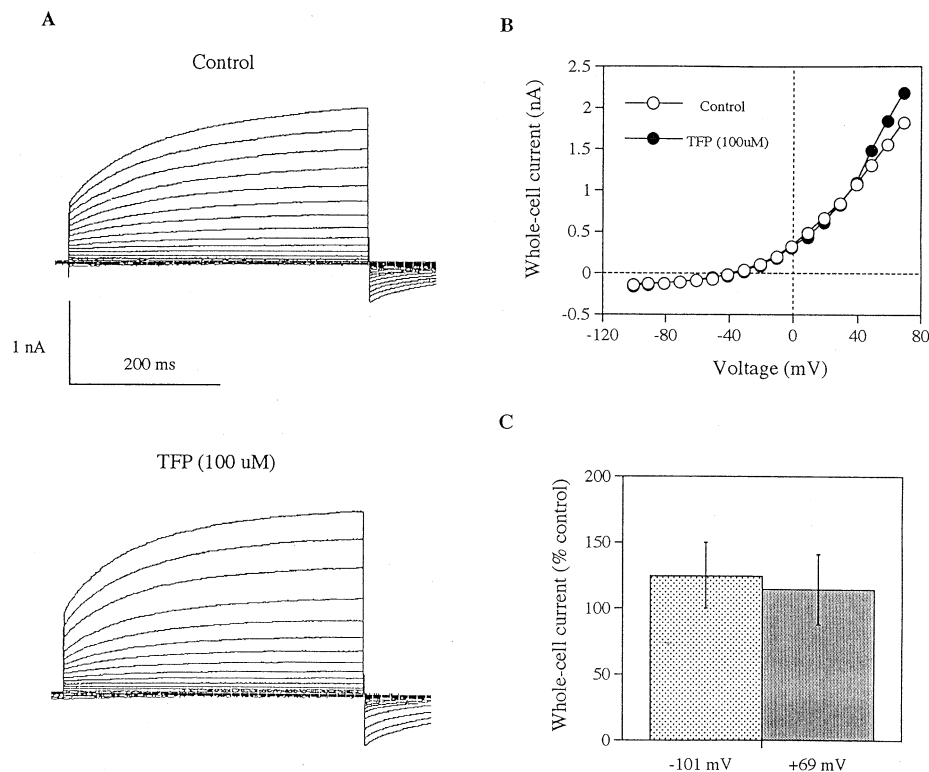 A
Control
1 nA
200 ms
TFP (100 uM)
B
Whole-cell current (nA)
2.5
2
1.5
1
0.5
0
-0.5
Control
TFP (100uM)
-120
-80
-40
0
40
80
Voltage (mV)
C
Whole-cell current (% control)
200
150
100
50
0
-101 mV
+69 mV